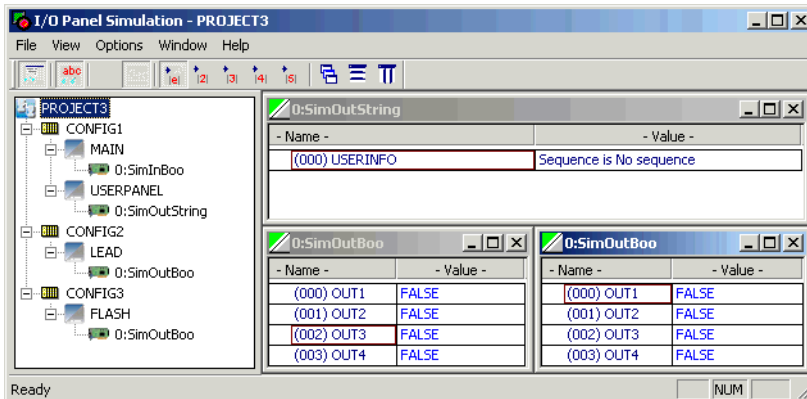 I/O Panel Simulation - PROJECT3
File View Options Window Help
abc |e| |2| |3| |4| |5|
PROJECT3
CONFIG1
MAIN
0:SimInBoo
USERPANEL
0:SimOutString
CONFIG2
LEAD
0:SimOutBoo
CONFIG3
FLASH
0:SimOutBoo
0:SimOutString
- Name - - Value -
(000) USERINFO Sequence is No sequence
0:SimOutBoo
- Name - - Value -
(000) OUT1 FALSE
(001) OUT2 FALSE
(002) OUT3 FALSE
(003) OUT4 FALSE
0:SimOutBoo
- Name - - Value -
(000) OUT1 FALSE
(001) OUT2 FALSE
(002) OUT3 FALSE
(003) OUT4 FALSE
Ready NUM